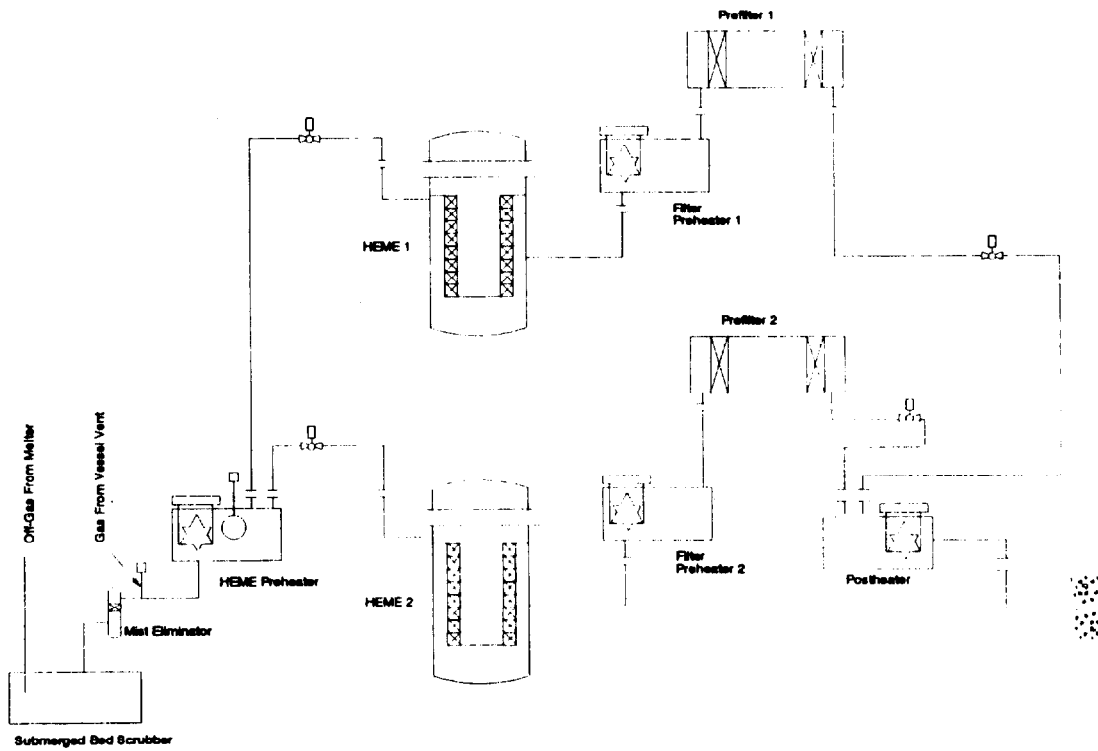 Prefilter 1
Filter
Preheater 1
HEME 1
Prefilter 2
Off-Gas From Melter
Gas From Vessel Vent
HEME Preheater
Filter
Preheater 2
Postheater
HEME 2
Mist Eliminator
Submerged Bed Scrubber